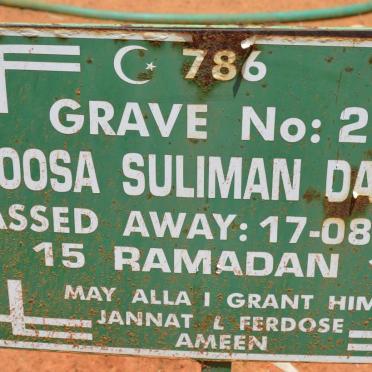 786
GRAVE No: 2
OOSA SULIMAN DA
ASSED AWAY: 17-08
15 RAMADAN 1
MAY ALLA I GRANT HIM
JANNAT L FERDOSE
AMEEN